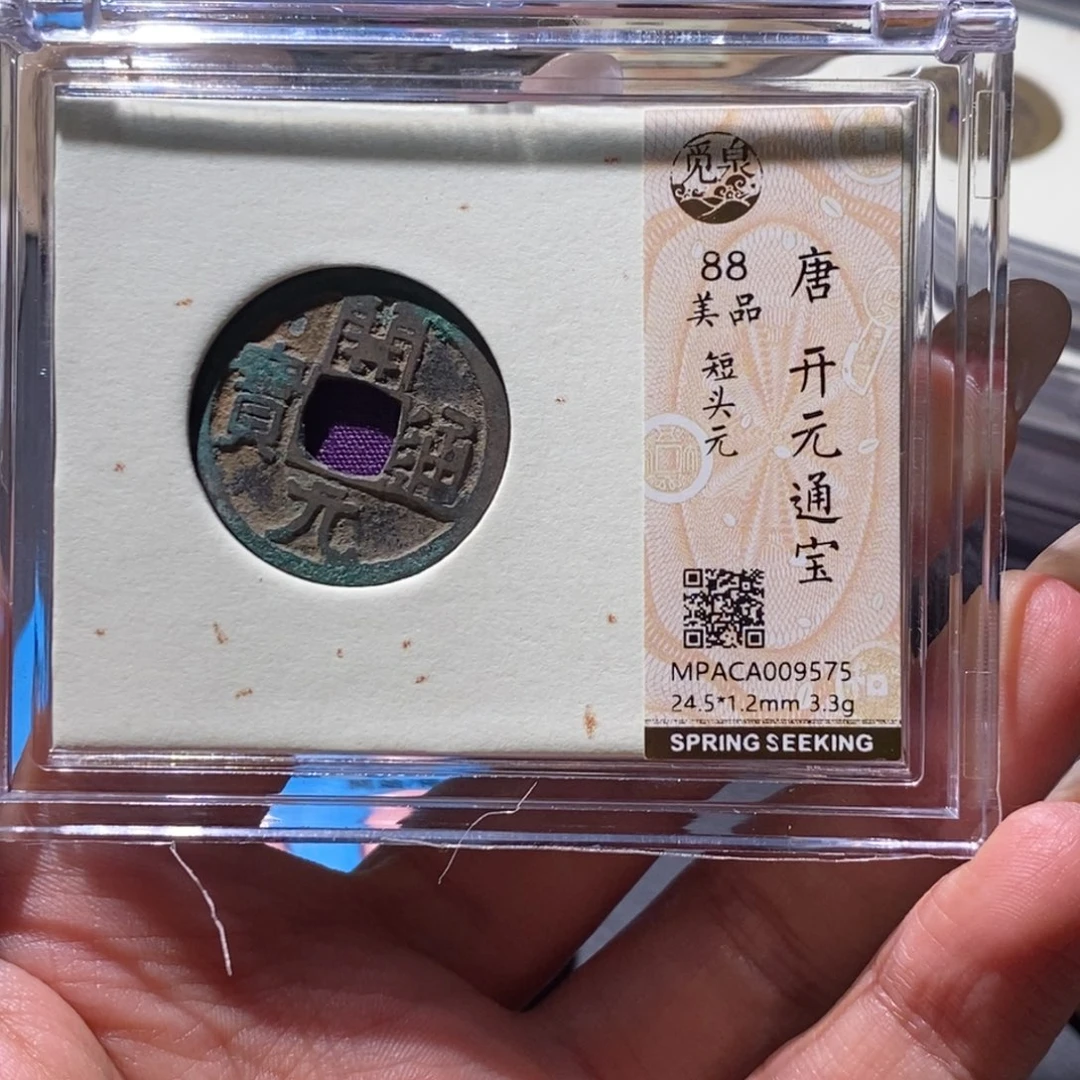 開
通
元
寶
觅泉
唐 开元通宝
88
美品
短头元
MPACA009575
24.5*1.2mm 3.3g
SPRING SEEKING